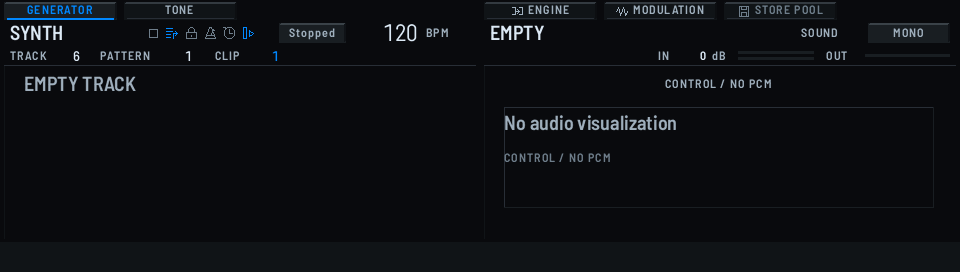 GENERATOR TONE ENGINE MODULATION STORE POOL
SYNTH Stopped 120 BPM EMPTY SOUND MONO
TRACK 6 PATTERN 1 CLIP 1 IN 0 dB OUT
EMPTY TRACK CONTROL / NO PCM
No audio visualization
CONTROL / NO PCM